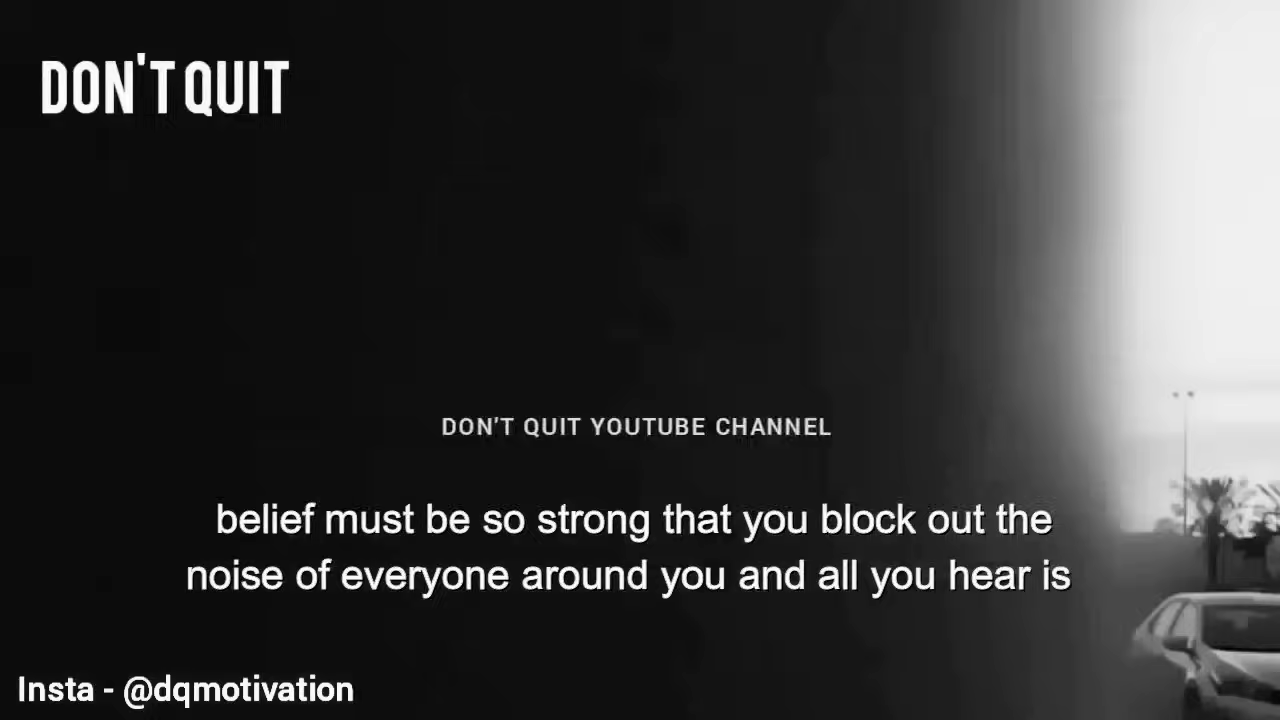 DON'T QUIT
DON'T QUIT YOUTUBE CHANNEL
belief must be so strong that you block out the
noise of everyone around you and all you hear is
Insta - @dqmotivation